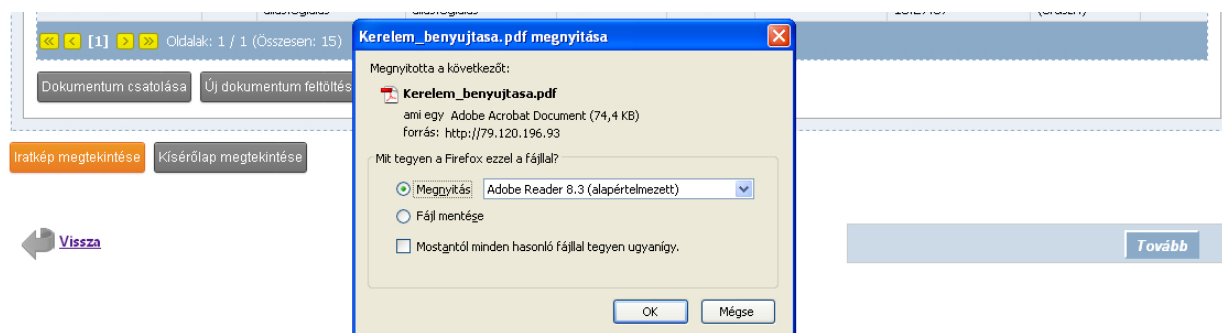 « < [1] > » Oldalak: 1 / 1 (Összesen: 15)
Dokumentum csatolása
Új dokumentum feltöltés
Iratkép megtekintése
Kísérőlap megtekintése
Vissza
Tovább
Kerelem_benyujtasa.pdf megnyitása
Megnyitotta a következőt:
Kerelem_benyujtasa.pdf
ami egy Adobe Acrobat Document (74,4 KB)
forrás: http://79.120.196.93
Mit tegyen a Firefox ezzel a fájllal?
Megnyitás Adobe Reader 8.3 (alapértelmezett)
Fájl mentése
Mostantól minden hasonló fájllal tegyen ugyanígy.
OK Mégse